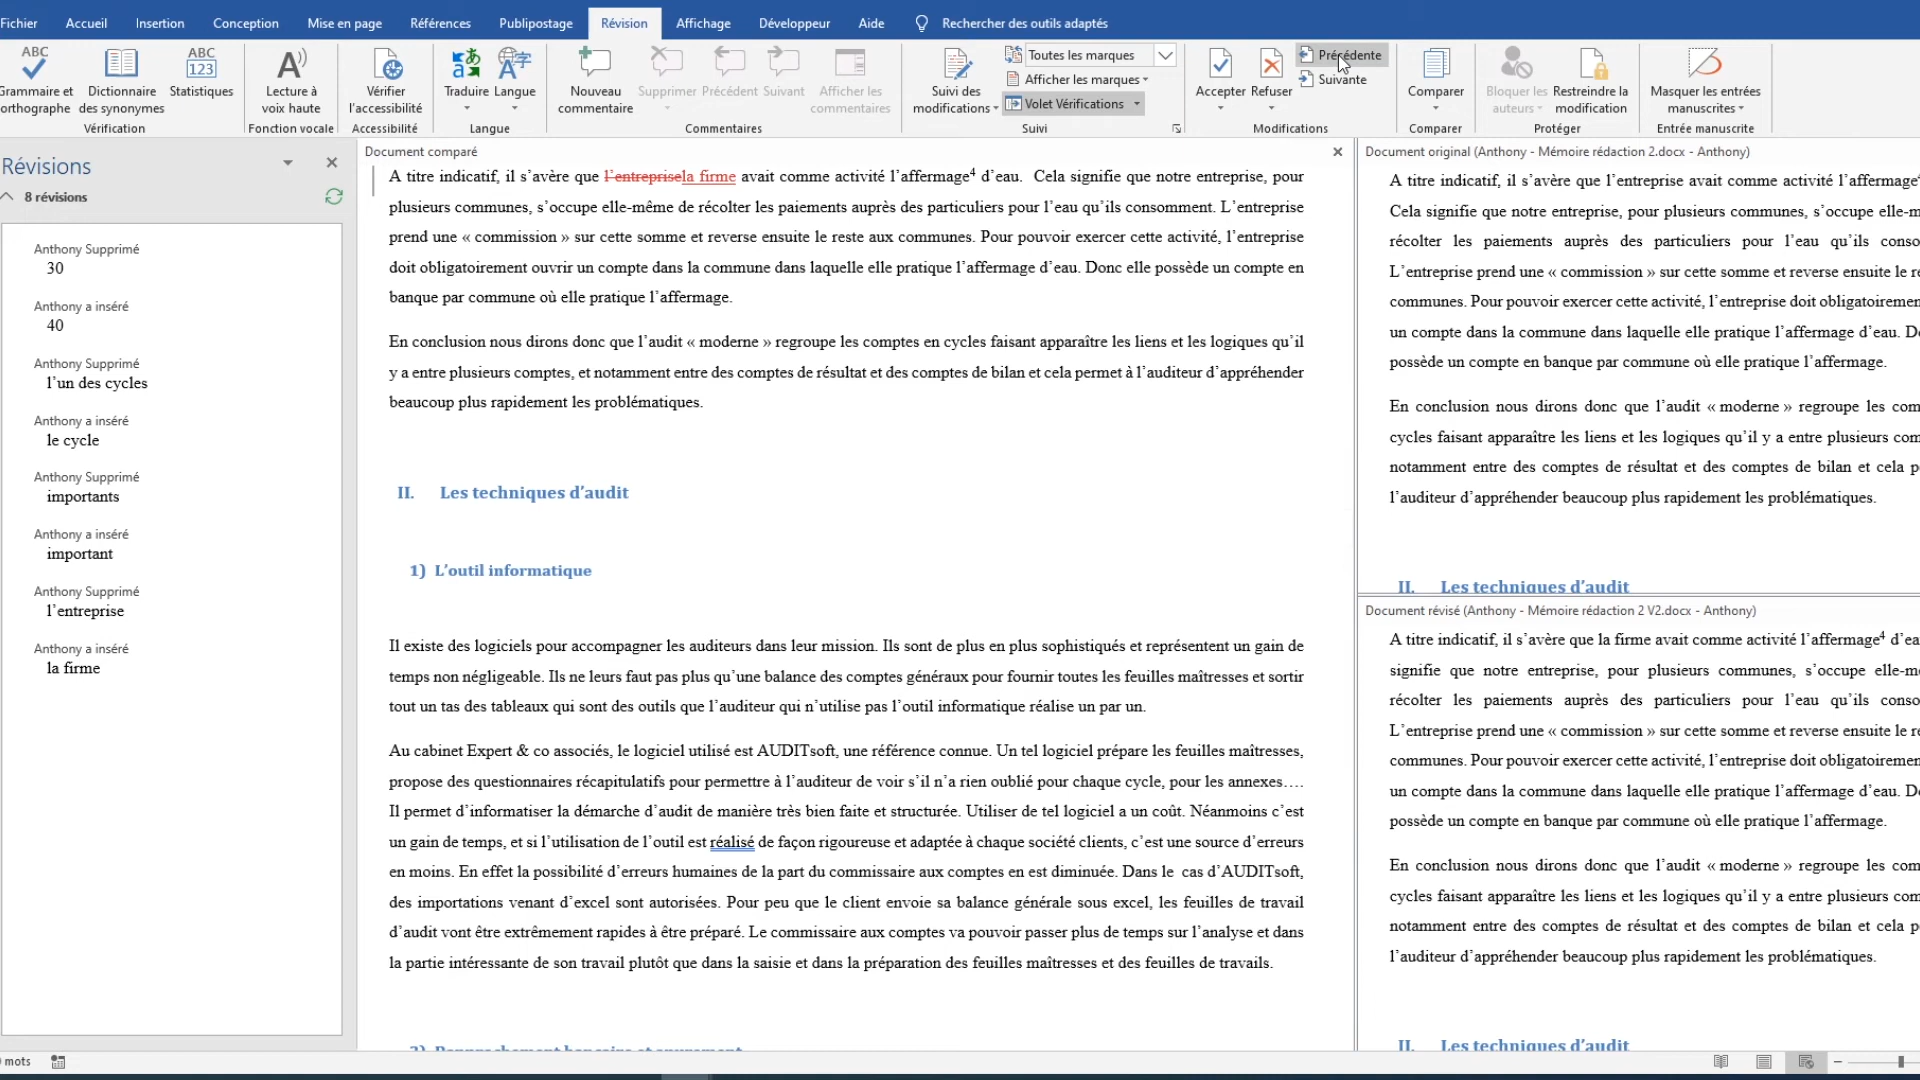 Fichier Accueil Insertion Conception Mise en page Références Publipostage Révision Affichage Développeur Aide Rechercher des outils adaptés
ABC
Grammaire et
orthographe
Dictionnaire
des synonymes
ABC
123
Statistiques
Vérification
Lecture à
voix haute
Fonction vocale
Vérifier
l'accessibilité
Accessibilité
Traduire
Langue
Langue
Nouveau
commentaire
Supprimer
Précédent
Suivant
Afficher les
commentaires
Commentaires
Suivi des
modifications
Toutes les marques
Afficher les marques
Volet Vérifications
Suivi
Accepter
Refuser
Précédente
Suivante
Modifications
Comparer
Comparer
Bloquer les
auteurs
Restreindre la
modification
Protéger
Masquer les entrées
manuscrites
Entrée manuscrite
Révisions
8 révisions
Anthony Supprimé
30
Anthony a inséré
40
Anthony Supprimé
l'un des cycles
Anthony a inséré
le cycle
Anthony Supprimé
importants
Anthony a inséré
important
Anthony Supprimé
l'entreprise
Anthony a inséré
la firme
Document comparé
A titre indicatif, il s'avère que l'entreprisela firme avait comme activité l'affermage4 d'eau. Cela signifie que notre entreprise, pour
plusieurs communes, s'occupe elle-même de récolter les paiements auprès des particuliers pour l'eau qu'ils consomment. L'entreprise
prend une « commission » sur cette somme et reverse ensuite le reste aux communes. Pour pouvoir exercer cette activité, l'entreprise
doit obligatoirement ouvrir un compte dans la commune dans laquelle elle pratique l'affermage d'eau. Donc elle possède un compte en
banque par commune où elle pratique l'affermage.
En conclusion nous dirons donc que l'audit « moderne » regroupe les comptes en cycles faisant apparaître les liens et les logiques qu'il
y a entre plusieurs comptes, et notamment entre des comptes de résultat et des comptes de bilan et cela permet à l'auditeur d'appréhender
beaucoup plus rapidement les problématiques.
II. Les techniques d'audit
1) L'outil informatique
Il existe des logiciels pour accompagner les auditeurs dans leur mission. Ils sont de plus en plus sophistiqués et représentent un gain de
temps non négligeable. Ils ne leurs faut pas plus qu'une balance des comptes généraux pour fournir toutes les feuilles maîtresses et sortir
tout un tas des tableaux qui sont des outils que l'auditeur qui n'utilise pas l'outil informatique réalise un par un.
Au cabinet Expert & co associés, le logiciel utilisé est AUDITsoft, une référence connue. Un tel logiciel prépare les feuilles maîtresses,
propose des questionnaires récapitulatifs pour permettre à l'auditeur de voir s'il n'a rien oublié pour chaque cycle, pour les annexes….
Il permet d'informatiser la démarche d'audit de manière très bien faite et structurée. Utiliser de tel logiciel a un coût. Néanmoins c'est
un gain de temps, et si l'utilisation de l'outil est réalisé de façon rigoureuse et adaptée à chaque société clients, c'est une source d'erreurs
en moins. En effet la possibilité d'erreurs humaines de la part du commissaire aux comptes en est diminuée. Dans le cas d'AUDITsoft,
des importations venant d'excel sont autorisées. Pour peu que le client envoie sa balance générale sous excel, les feuilles de travail
d'audit vont être extrêmement rapides à être préparé. Le commissaire aux comptes va pouvoir passer plus de temps sur l'analyse et dans
la partie intéressante de son travail plutôt que dans la saisie et dans la préparation des feuilles maîtresses et des feuilles de travails.
Document original (Anthony - Mémoire rédaction 2.docx - Anthony)
A titre indicatif, il s'avère que l'entreprise avait comme activité l'affermage
Cela signifie que notre entreprise, pour plusieurs communes, s'occupe elle-m
récolter les paiements auprès des particuliers pour l'eau qu'ils conso
L'entreprise prend une « commission » sur cette somme et reverse ensuite le r
communes. Pour pouvoir exercer cette activité, l'entreprise doit obligatoiremen
un compte dans la commune dans laquelle elle pratique l'affermage d'eau. D
possède un compte en banque par commune où elle pratique l'affermage.
En conclusion nous dirons donc que l'audit « moderne » regroupe les com
cycles faisant apparaître les liens et les logiques qu'il y a entre plusieurs com
notamment entre des comptes de résultat et des comptes de bilan et cela p
l'auditeur d'appréhender beaucoup plus rapidement les problématiques.
II. Les techniques d'audit
Document révisé (Anthony - Mémoire rédaction 2 V2.docx - Anthony)
A titre indicatif, il s'avère que la firme avait comme activité l'affermage4 d'ea
signifie que notre entreprise, pour plusieurs communes, s'occupe elle-m
récolter les paiements auprès des particuliers pour l'eau qu'ils conso
L'entreprise prend une « commission » sur cette somme et reverse ensuite le r
communes. Pour pouvoir exercer cette activité, l'entreprise doit obligatoiremen
un compte dans la commune dans laquelle elle pratique l'affermage d'eau. D
possède un compte en banque par commune où elle pratique l'affermage.
En conclusion nous dirons donc que l'audit « moderne » regroupe les com
cycles faisant apparaître les liens et les logiques qu'il y a entre plusieurs com
notamment entre des comptes de résultat et des comptes de bilan et cela p
l'auditeur d'appréhender beaucoup plus rapidement les problématiques.
II. Les techniques d'audit
mots